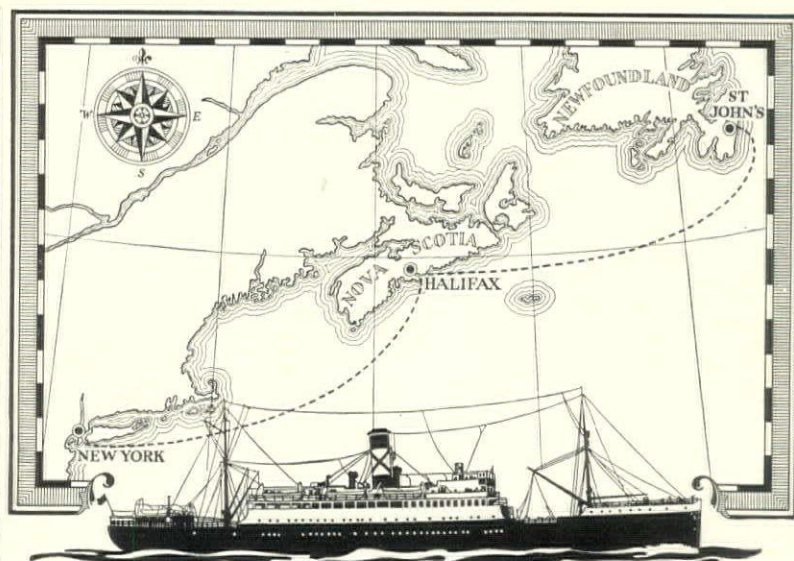 W
E
S
NEWFOUNDLAND
ST
JOHN'S
NOVA SCOTIA
HALIFAX
NEW YORK